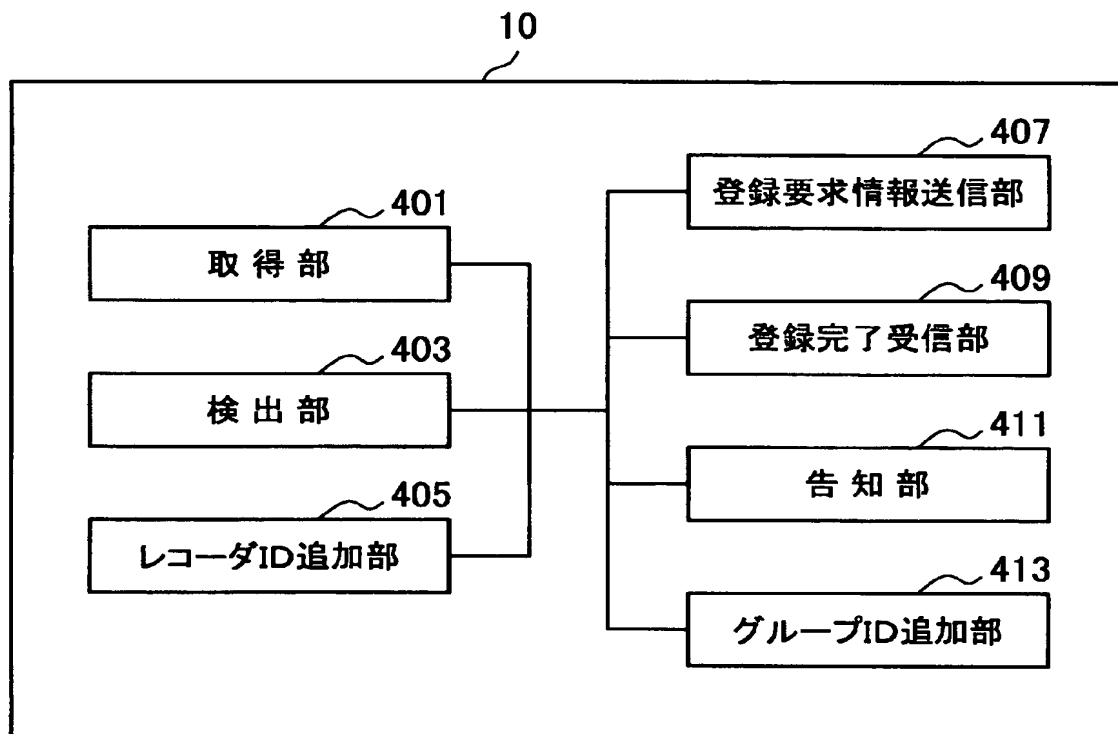 10
401
取得部
403
検出部
405
レコーダID追加部
407
登録要求情報送信部
409
登録完了受信部
411
告知部
413
グループID追加部